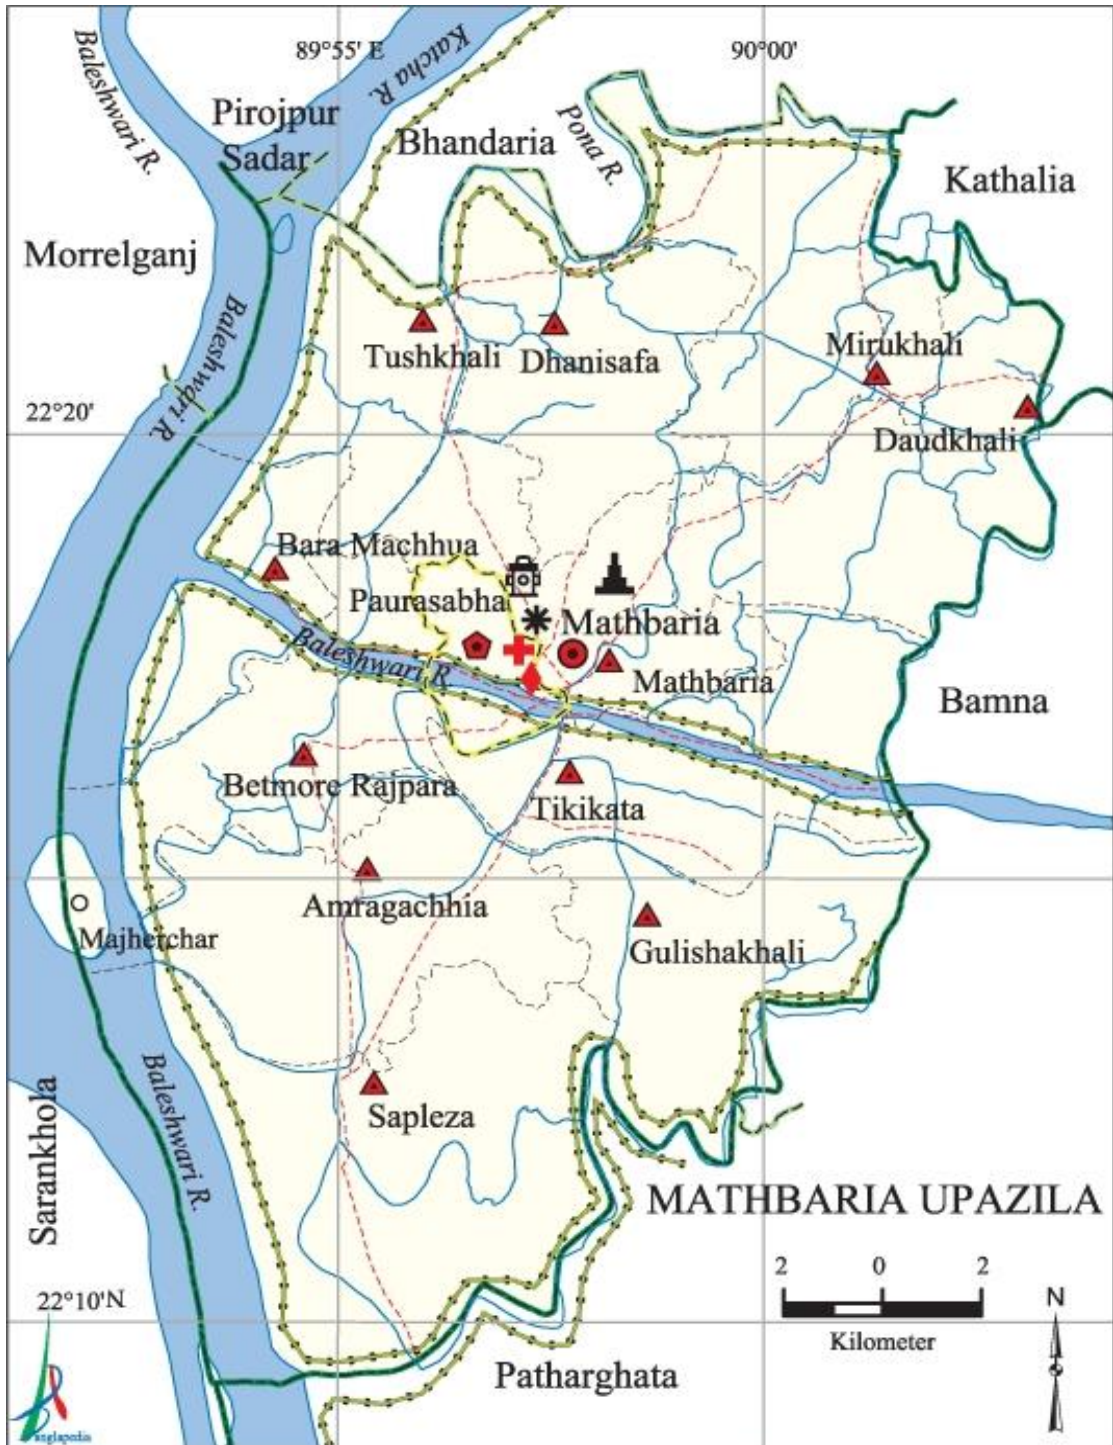 89°55' E
90°00'
Baleshwari R.
Katcha R.
Pirojpur
Sadar
Bhandaria
Pona R.
Kathalia
Morrelganj
Baleshwari R.
Tushkhali
Dhanisafa
Mirukhali
22°20'
Daudkhali
Bara Machhua
Paurasabha
Mathbaria
Baleshwari R.
Mathbaria
Bamna
Betmore Rajpara
Tikikata
Amragachhia
Majherchar
Gulishakhali
Sarankhola
Baleshwari R.
Sapleza
MATHBARIA UPAZILA
2 0 2
Kilometer
N
22°10'N
Patharghata
anglapedia